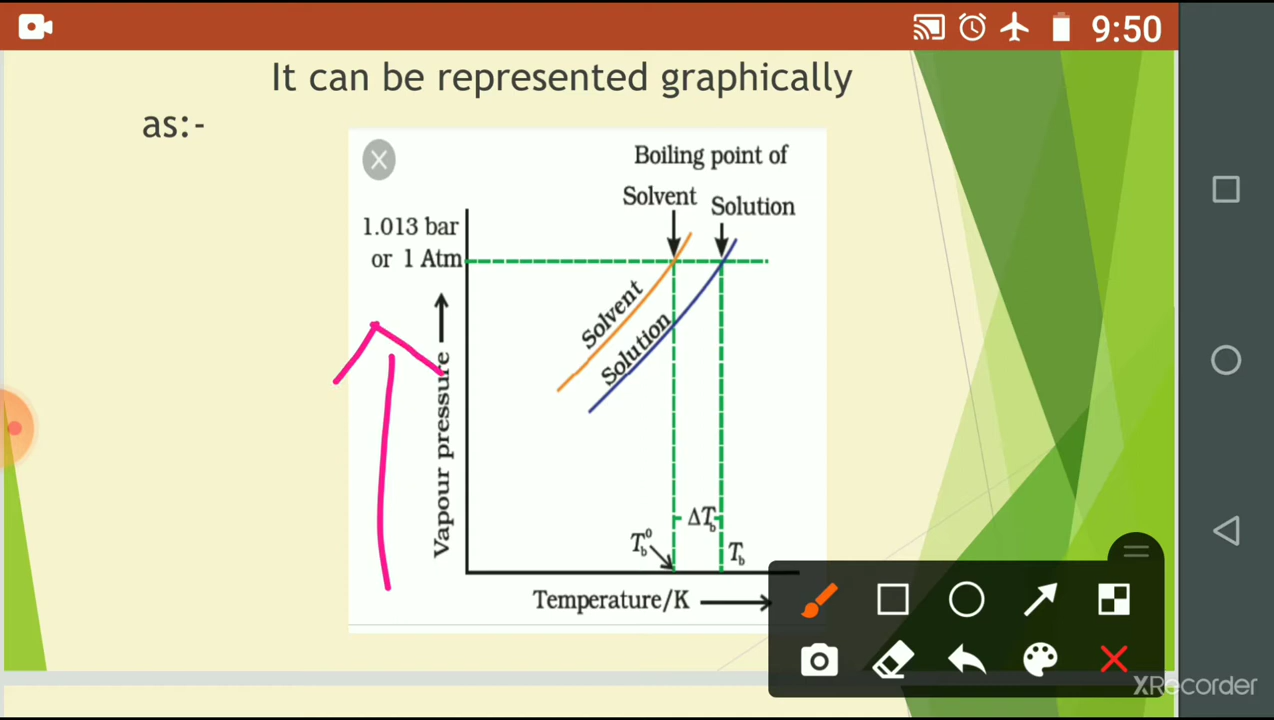 9:50
It can be represented graphically
as:-
Boiling point of
Solvent
Solution
1.013 bar
or 1 Atm
Solvent
Solution
Vapour pressure
ΔT_b
T_b^0
T_b
Temperature/K
XRecorder